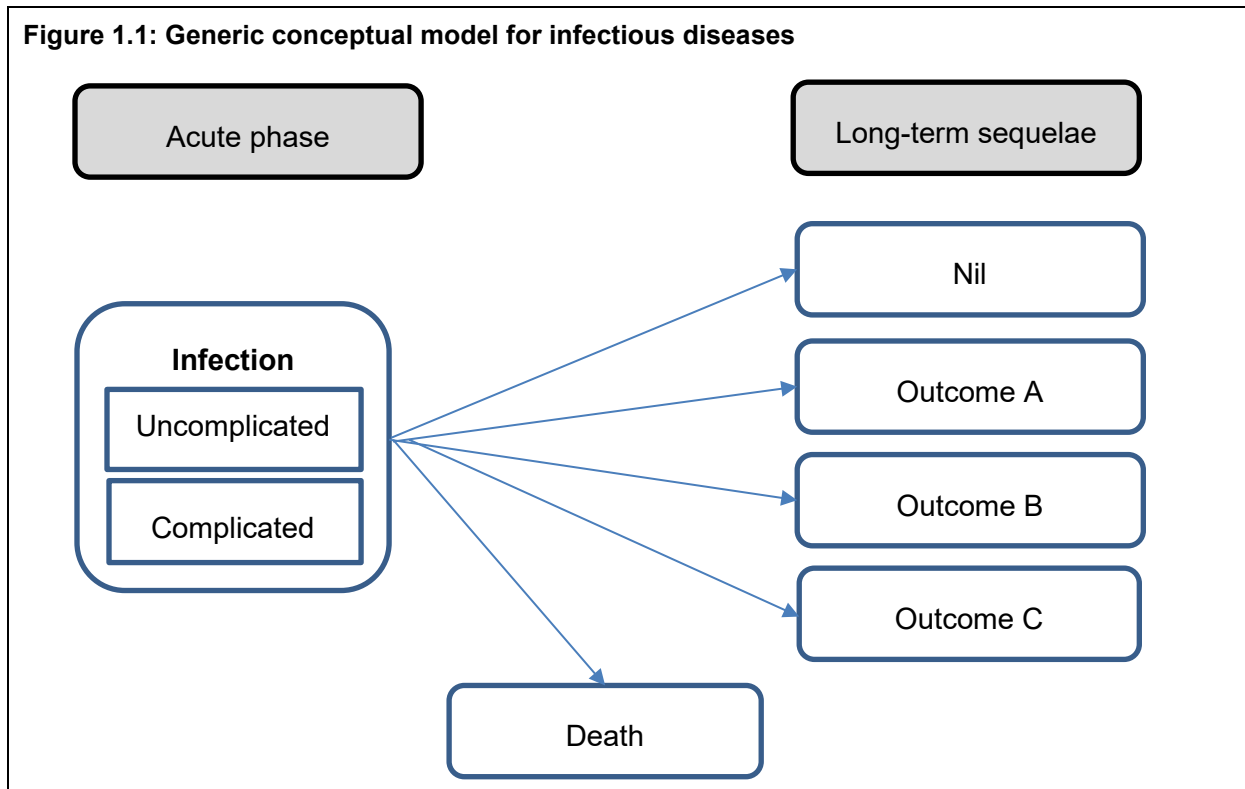 Figure 1.1: Generic conceptual model for infectious diseases
Acute phase
Long-term sequelae
Nil
Infection
Uncomplicated
Complicated
Outcome A
Outcome B
Outcome C
Death